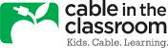 cable in the
classroom
Kids. Cable. Learning.